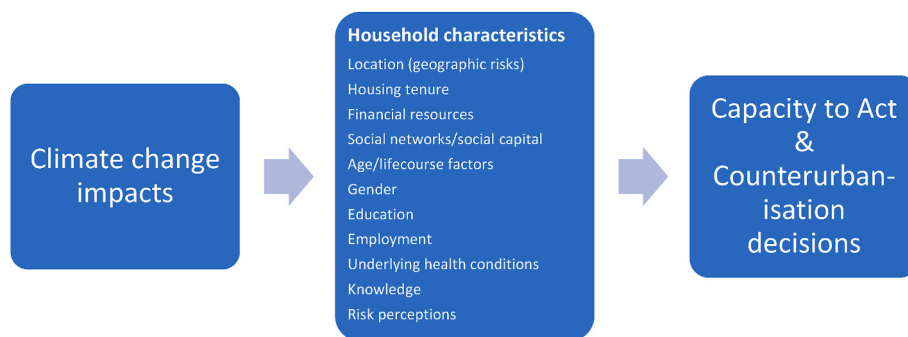 Climate change
impacts
Household characteristics
Location (geographic risks)
Housing tenure
Financial resources
Social networks/social capital
Age/lifecourse factors
Gender
Education
Employment
Underlying health conditions
Knowledge
Risk perceptions
Capacity to Act
&
Counterurban-
isation
decisions